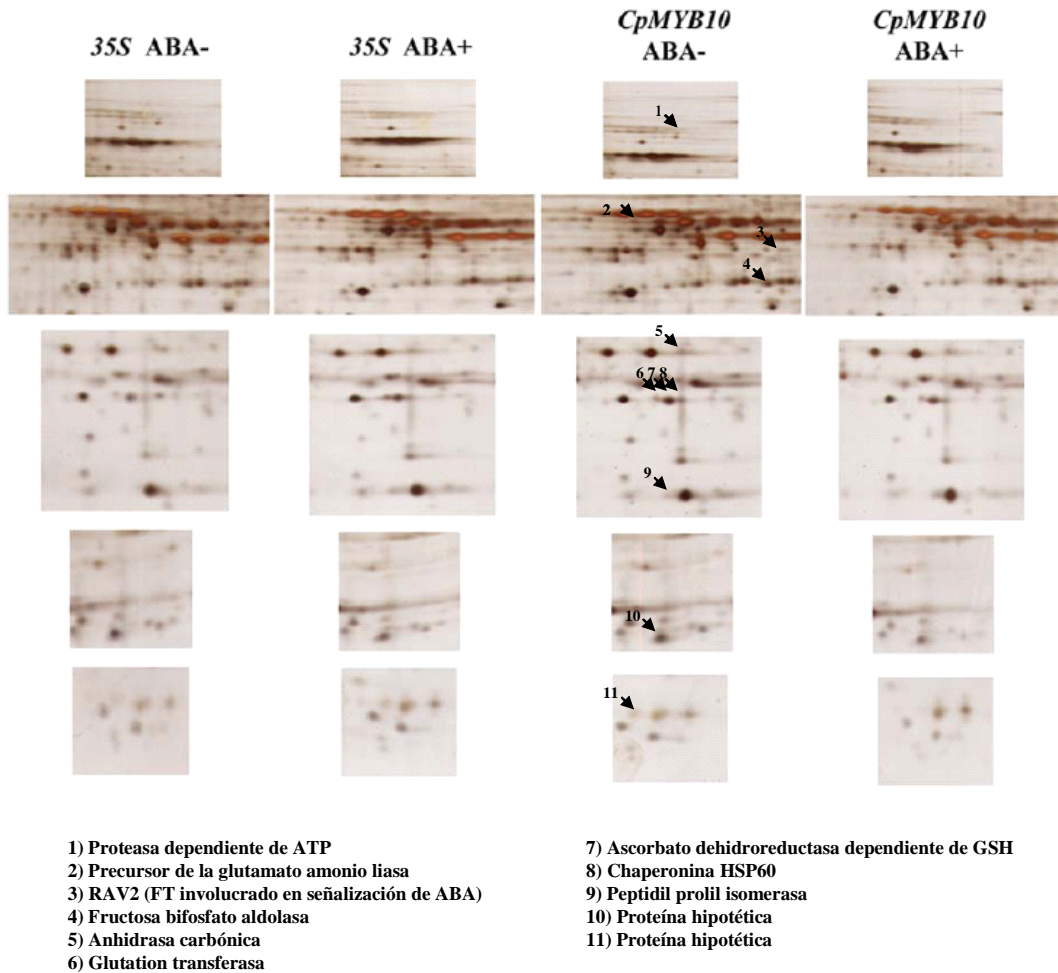 35S ABA-
35S ABA+
CpMYB10
ABA-
CpMYB10
ABA+
1
2
3
4
5
6 7 8
9
10
11
1) Proteasa dependiente de ATP
2) Precursor de la glutamato amonio liasa
3) RAV2 (FT involucrado en señalización de ABA)
4) Fructosa bifosfato aldolasa
5) Anhidrasa carbónica
6) Glutation transferasa
7) Ascorbato dehidroreductasa dependiente de GSH
8) Chaperonina HSP60
9) Peptidil prolil isomerasa
10) Proteína hipotética
11) Proteína hipotética